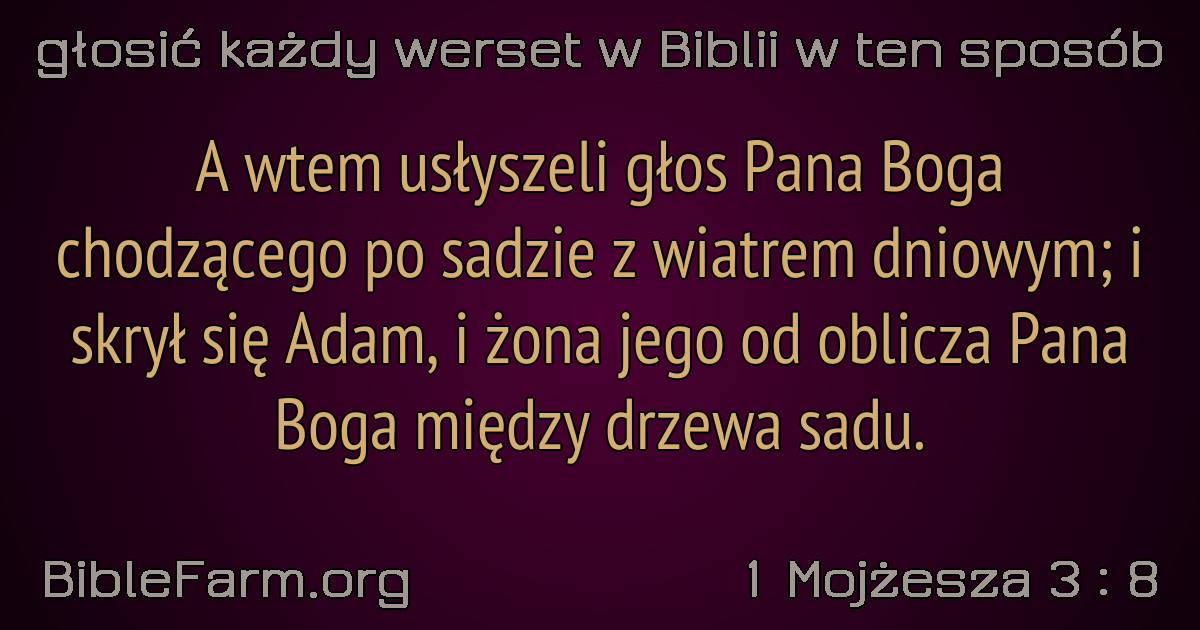 głosić każdy werset w Biblii w ten sposób
A wtem usłyszeli głos Pana Boga
chodzącego po sadzie z wiatrem dniowym; i
skrył się Adam, i żona jego od oblicza Pana
Boga między drzewa sadu.
BibleFarm.org
1 Mojżesza 3 : 8